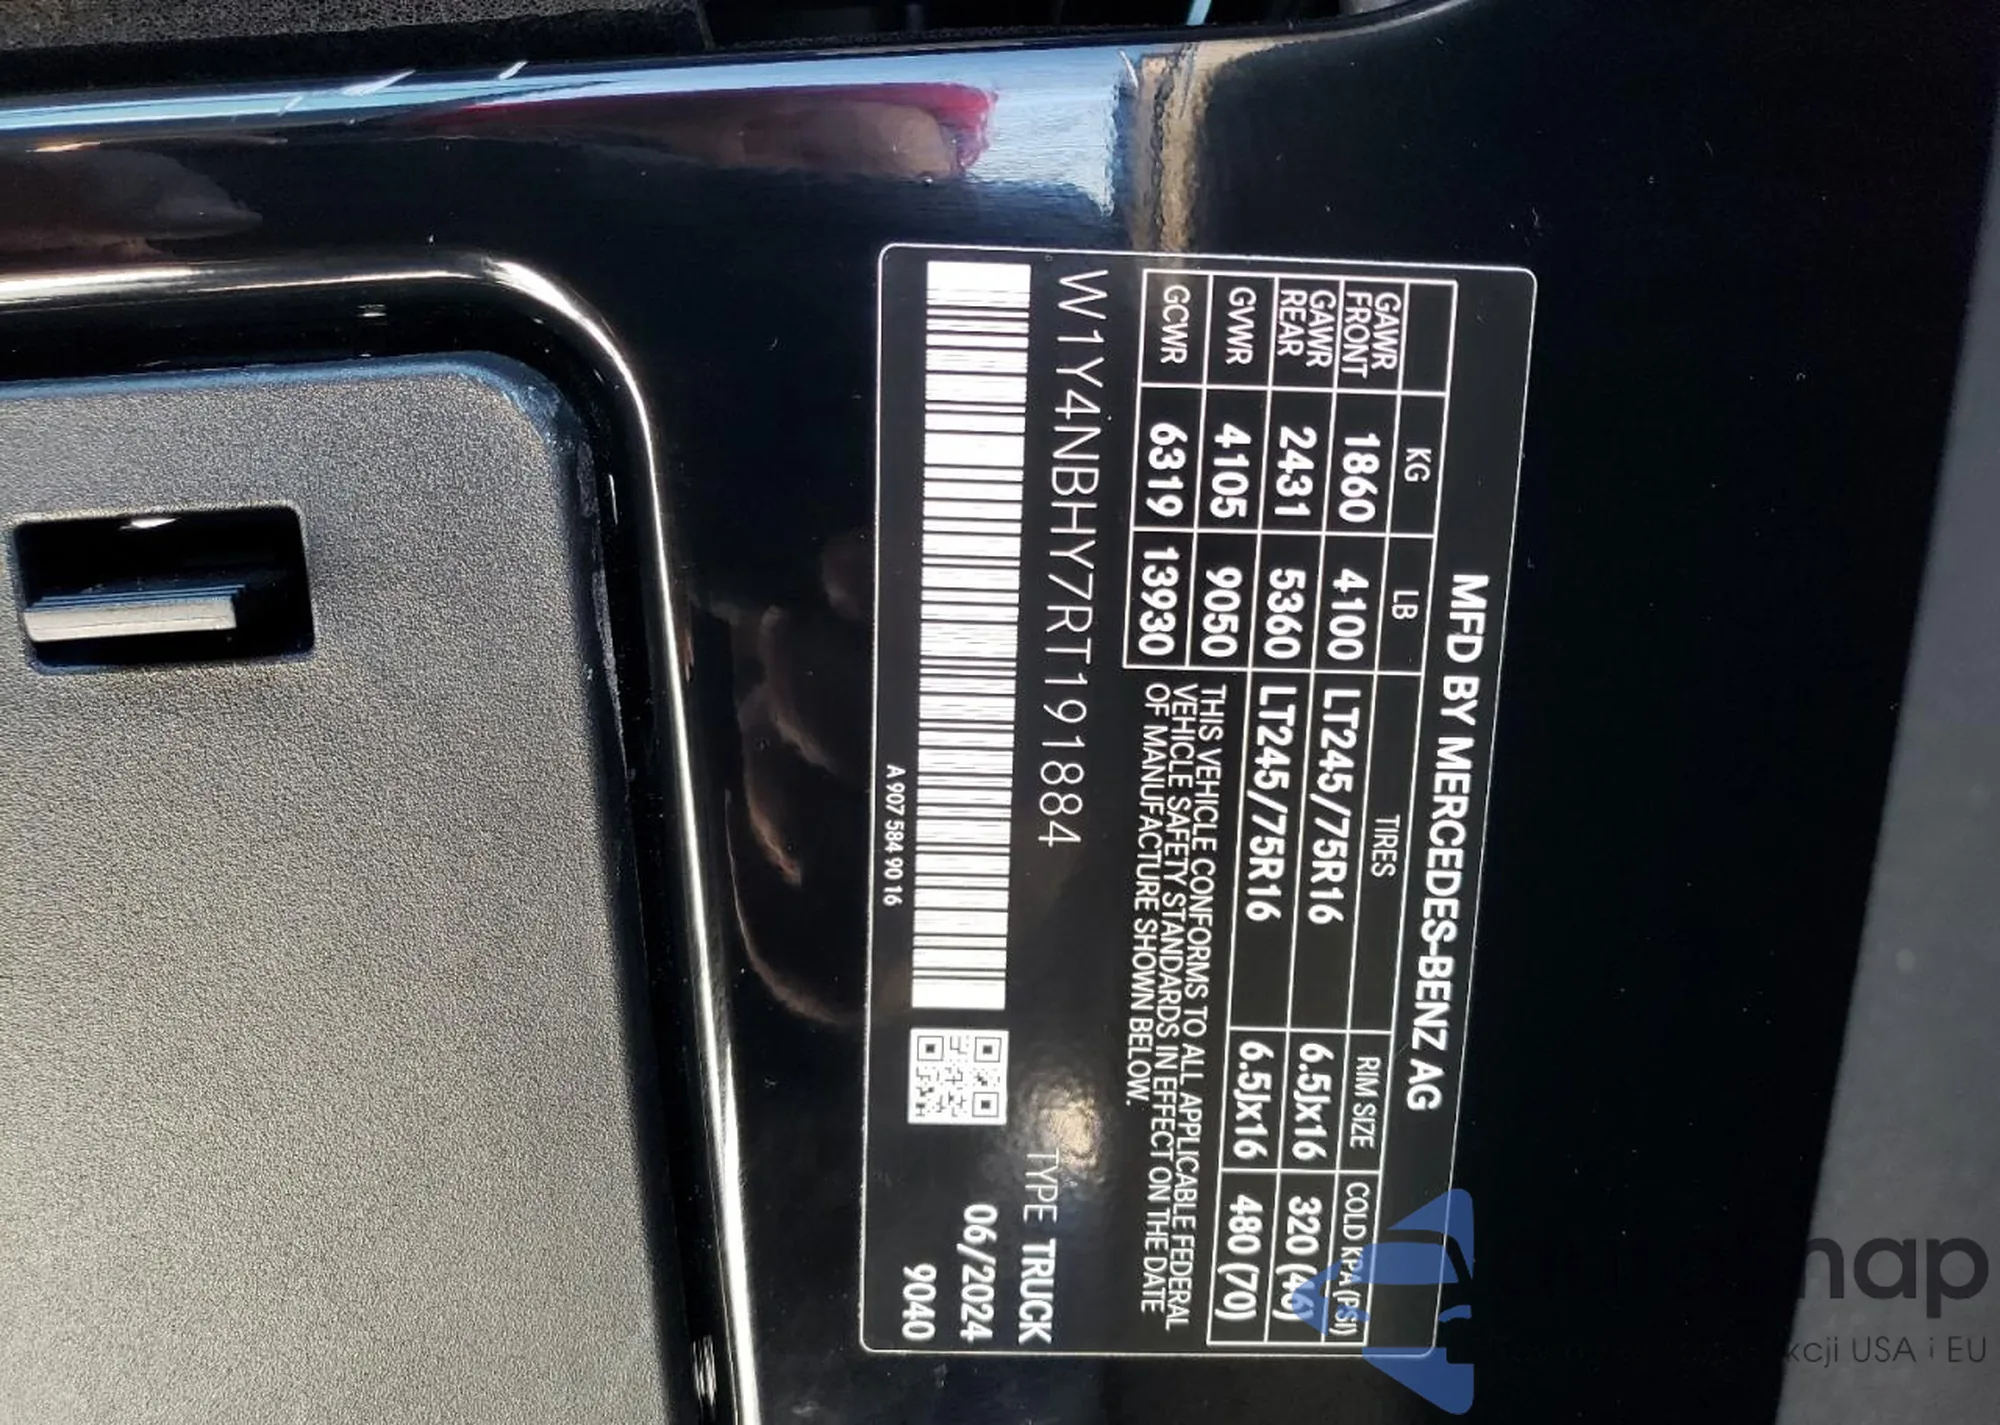 MFD BY MERCEDES-BENZ AG
KG LB TIRES RIM SIZE COLD KPA (PSI)
GAWR FRONT 1860 4100 LT245/75R16 6.5Jx16 320 (46)
GAWR REAR 2431 5360 LT245/75R16 6.5Jx16 480 (70)
GVWR 4105 9050
GCWR 6319 13930
THIS VEHICLE CONFORMS TO ALL APPLICABLE FEDERAL
VEHICLE SAFETY STANDARDS IN EFFECT ON THE DATE
OF MANUFACTURE SHOWN BELOW.
W1Y4NBHY7RT191884
TYPE TRUCK
06/2024
9040
A 907 584 90 16
USA i EU